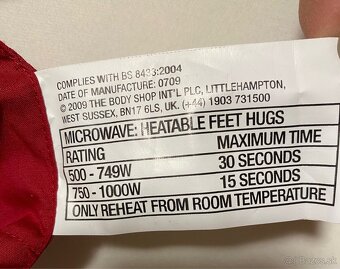 COMPLIES WITH BS 8433:2004
DATE OF MANUFACTURE: 0709
© 2009 THE BODY SHOP INT'L PLC, LITTLEHAMPTON,
WEST SUSSEX, BN17 6LS, UK. (+44) 1903 731500
MICROWAVE: HEATABLE FEET HUGS
RATING MAXIMUM TIME
500 - 749W 30 SECONDS
750 - 1000W 15 SECONDS
ONLY REHEAT FROM ROOM TEMPERATURE
Bazos.sk